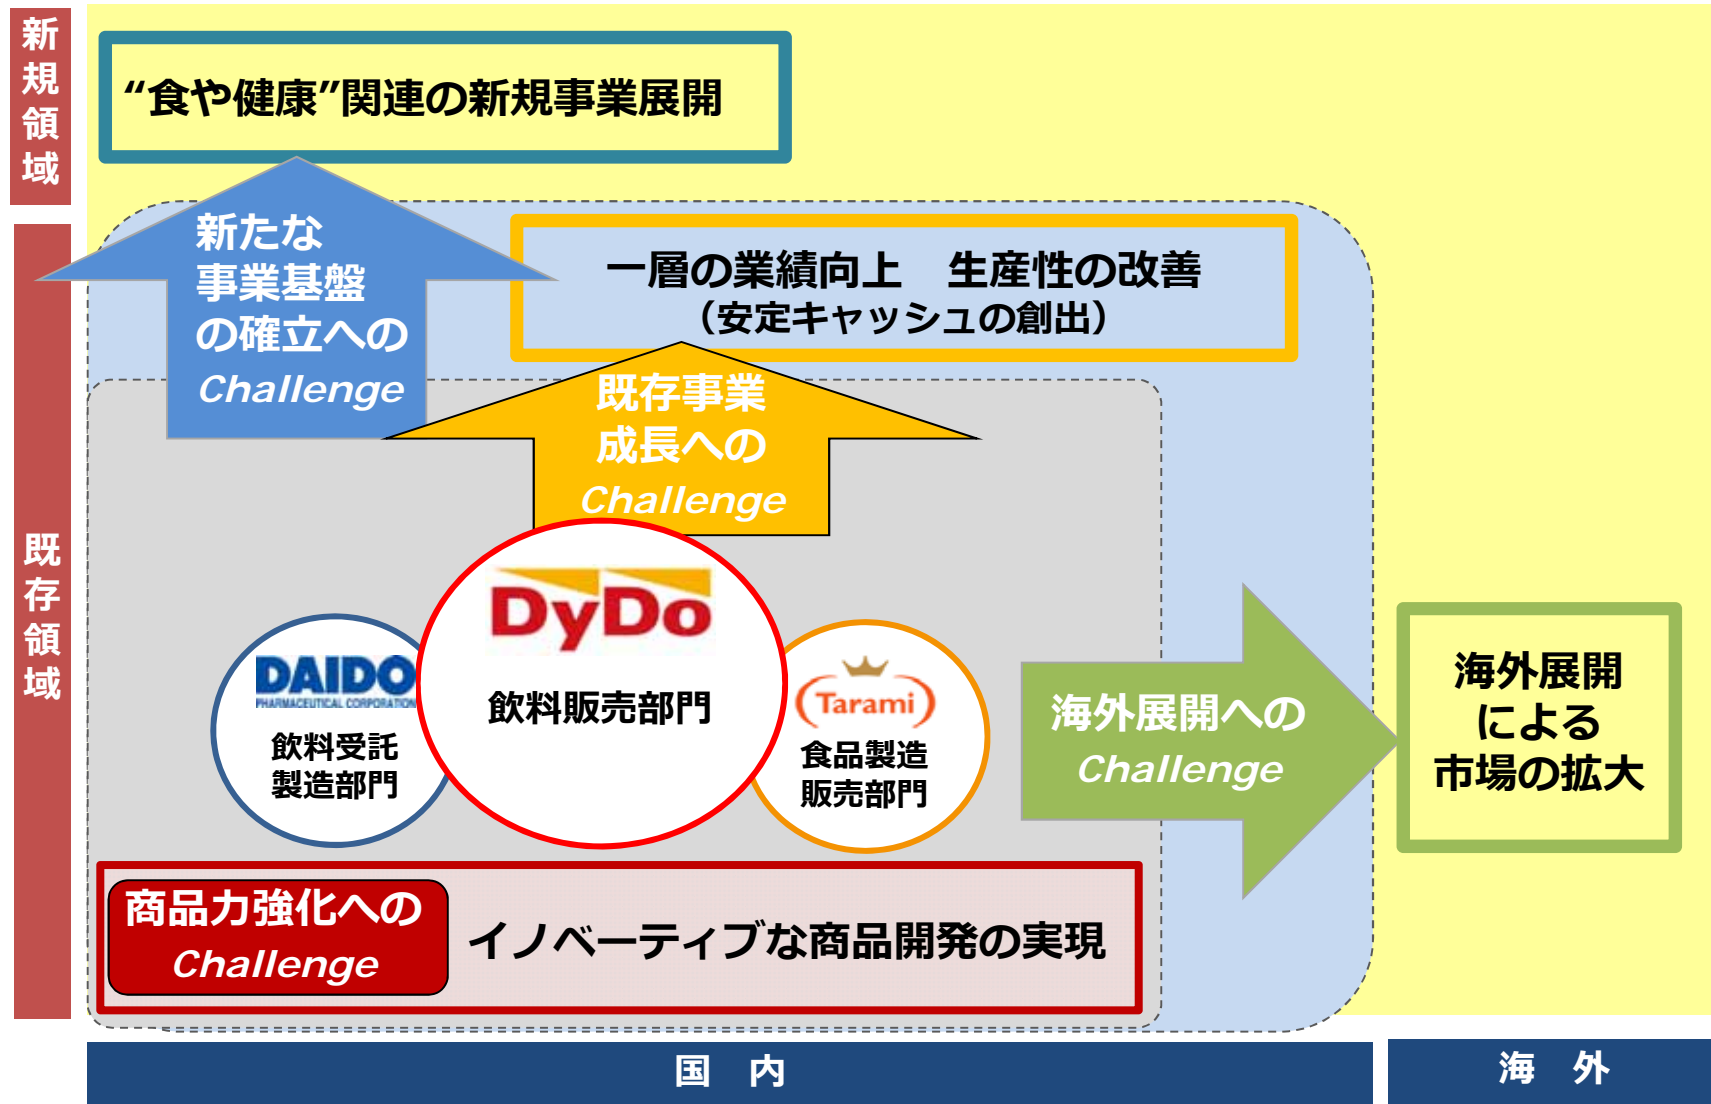 新規領域
“食や健康”関連の新規事業展開
新たな
事業基盤
の確立への
Challenge
一層の業績向上　生産性の改善
（安定キャッシュの創出）
既存事業
成長への
Challenge
既存領域
DyDo
飲料販売部門
DAIDO
PHARMACEUTICAL CORPORATION
飲料受託
製造部門
Tarami
食品製造
販売部門
海外展開への
Challenge
海外展開
による
市場の拡大
商品力強化への
Challenge
イノベーティブな商品開発の実現
国　内
海　外